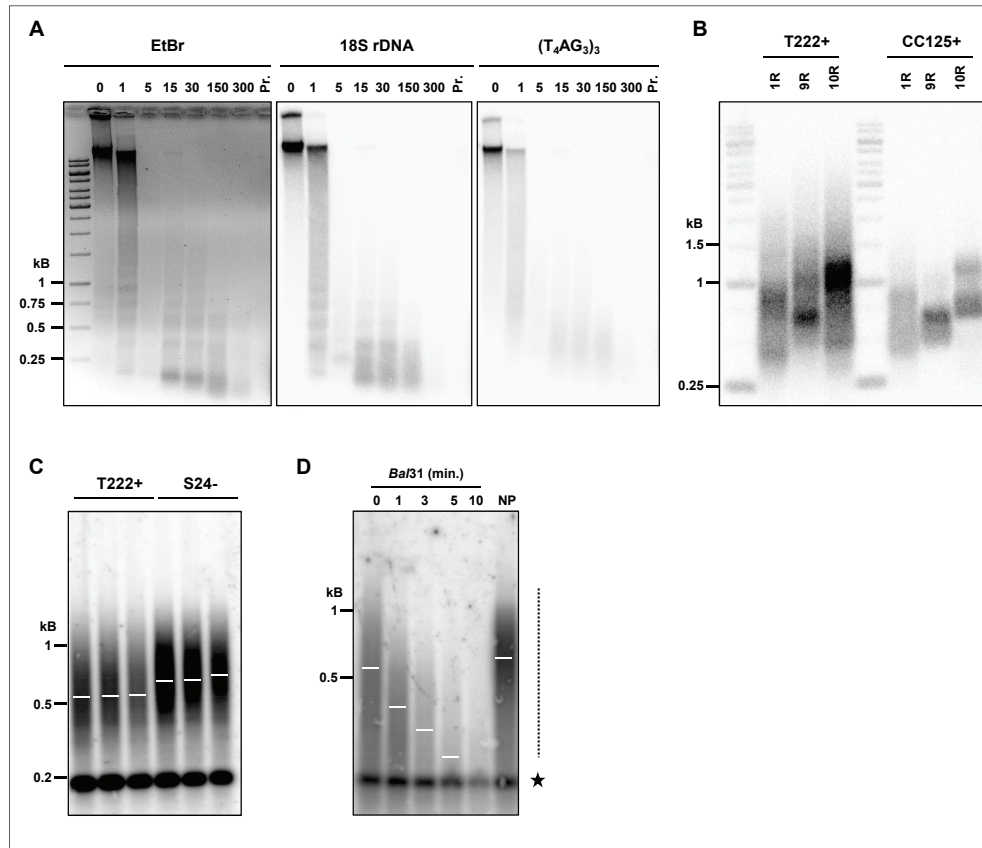 A
EtBr 18S rDNA (T₄AG₃)₃
0 1 5 15 30 150 300 Pr. 0 1 5 15 30 150 300 Pr. 0 1 5 15 30 150 300 Pr.
kB
1
0.75
0.5
0.25
B
T222+ CC125+
1R 9R 10R 1R 9R 10R
kB
1.5
1
0.25
C
T222+ S24-
kB
1
0.5
0.2
D
Bal31 (min.)
0 1 3 5 10 NP
kB
1
0.5